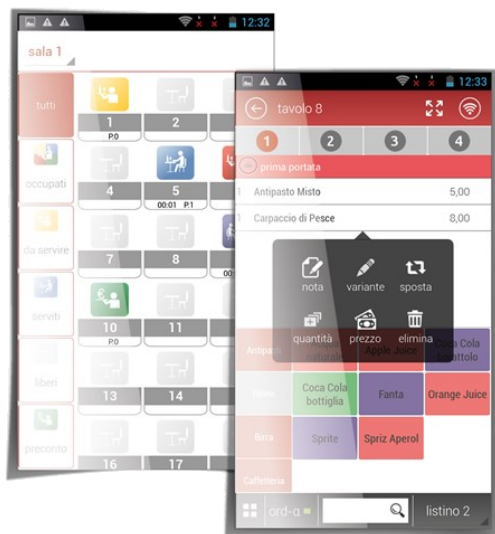 12:32
sala 1
tutti
1
2
P.0
occupati
4
5
00:01 P.1
da servire
7
8
serviti
10
11
P.0
liberi
13
14
preconto
16
17
12:33
tavolo 8
1
2
3
4
prima portata
1 Antipasto Misto 5,00
1 Carpaccio di Pesce 8,00
nota
variante
sposta
quantità
prezzo
elimina
Antipasti
naturale
Apple Juice
Coca Cola
barattolo
Coca Cola
bottiglia
Fanta
Orange Juice
Birra
Sprite
Spriz Aperol
Caffetteria
ord-a
listino 2